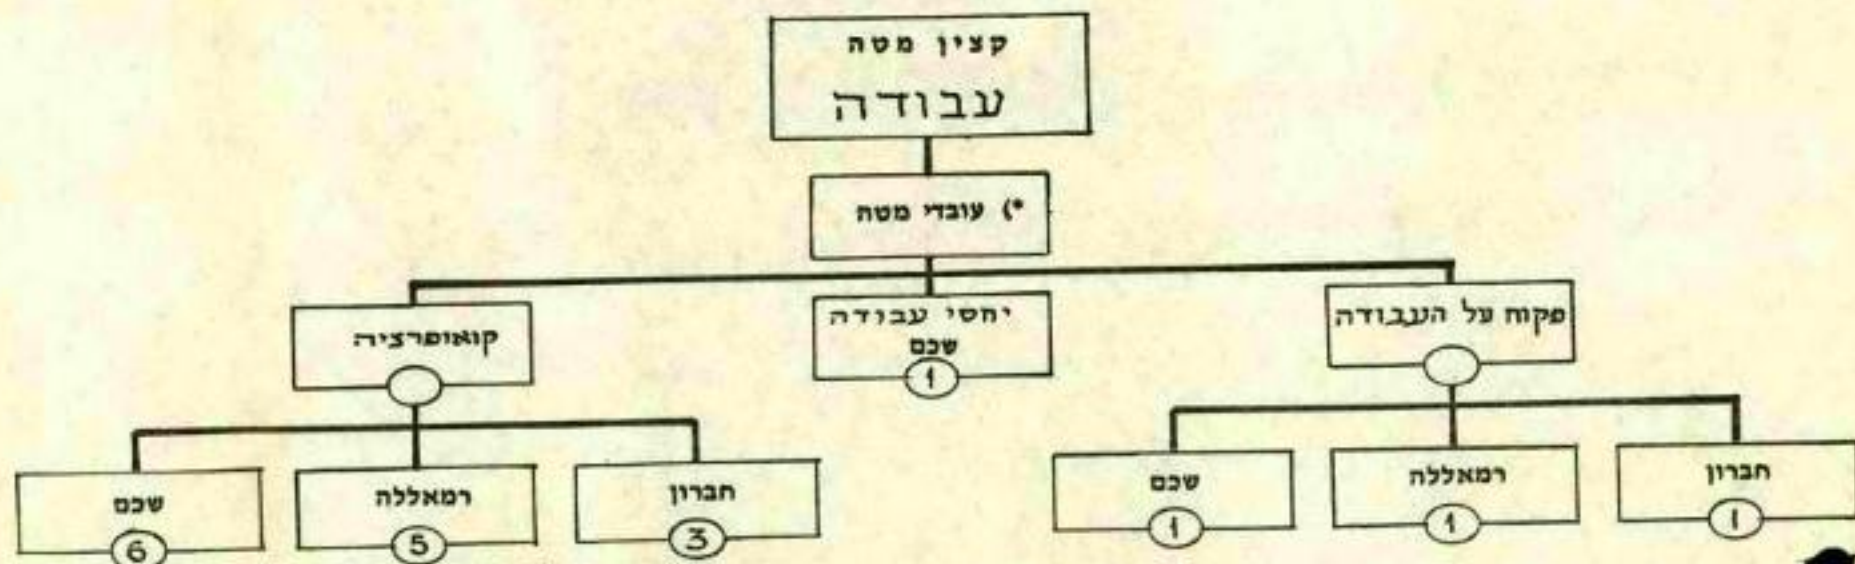 קצין מטה
עבודה
*) עובדי מטה
פקוח על העבודה
יחסי עבודה
שכם
1
קואופרציה
חברון
1
רמאללה
1
שכם
1
חברון
3
רמאללה
5
שכם
6